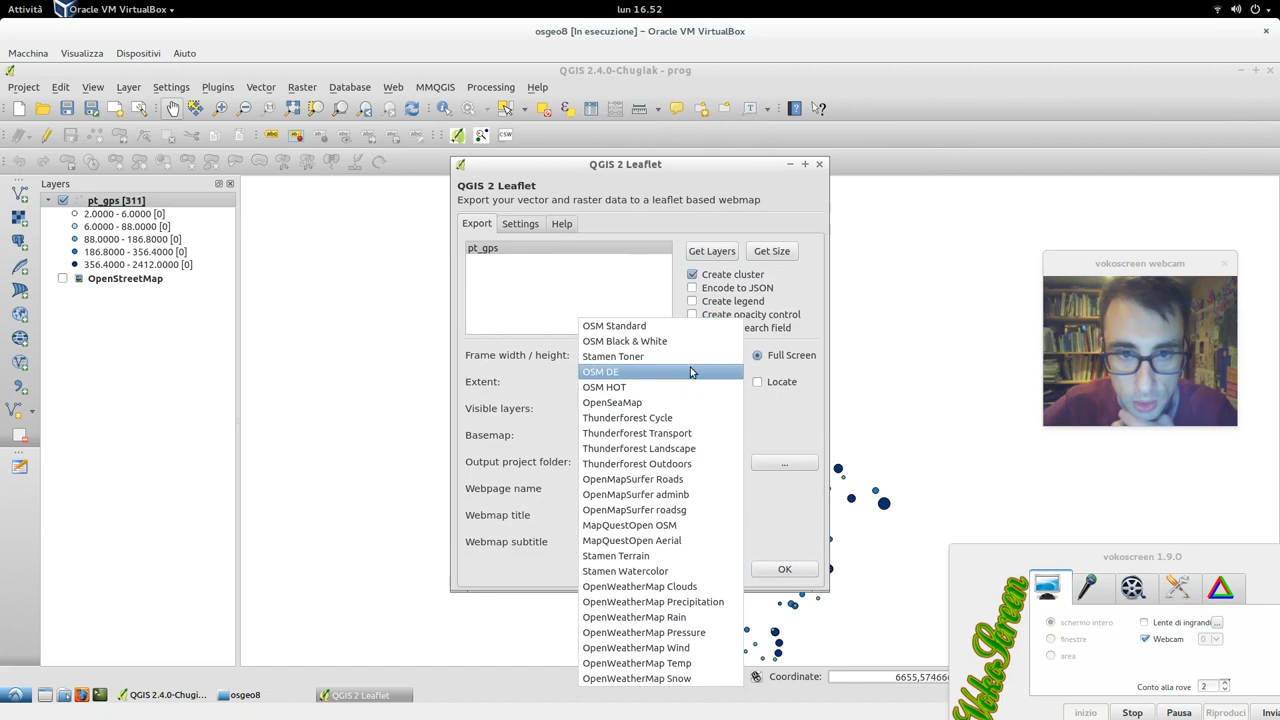 Attività
Oracle VM VirtualBox
lun 16.52
osgeo8 [In esecuzione] – Oracle VM VirtualBox
Macchina Visualizza Dispositivi Aiuto
QGIS 2.4.0-Chugiak - prog
Project Edit View Layer Settings Plugins Vector Raster Database Web MMQGIS Processing Help
CSW
Layers
pt_gps [311]
2.0000 - 6.0000 [0]
6.0000 - 88.0000 [0]
88.0000 - 186.8000 [0]
186.8000 - 356.4000 [0]
356.4000 - 2412.0000 [0]
OpenStreetMap
QGIS 2 Leaflet
QGIS 2 Leaflet
Export your vector and raster data to a leaflet based webmap
Export Settings Help
pt_gps
Get Layers Get Size
Create cluster
Encode to JSON
Create legend
Create opacity control
earch field
Frame width / height:
Full Screen
Extent:
Locate
Visible layers:
Basemap:
Output project folder:
...
Webpage name
Webmap title
Webmap subtitle
OK
OSM Standard
OSM Black & White
Stamen Toner
OSM DE
OSM HOT
OpenSeaMap
Thunderforest Cycle
Thunderforest Transport
Thunderforest Landscape
Thunderforest Outdoors
OpenMapSurfer Roads
OpenMapSurfer adminb
OpenMapSurfer roadsg
MapQuestOpen OSM
MapQuestOpen Aerial
Stamen Terrain
Stamen Watercolor
OpenWeatherMap Clouds
OpenWeatherMap Precipitation
OpenWeatherMap Rain
OpenWeatherMap Pressure
OpenWeatherMap Wind
OpenWeatherMap Temp
OpenWeatherMap Snow
vokoscreen webcam
vokoscreen 1.9.0
VokoScreen
schermo intero
finestre
area
Lente di ingrandi ...
Webcam 0
Conto alla rove 2
inizio Stop Pausa Riproduci Invia
Coordinate: 6655,57466
QGIS 2.4.0-Chugi...
osgeo8
QGIS 2 Leaflet